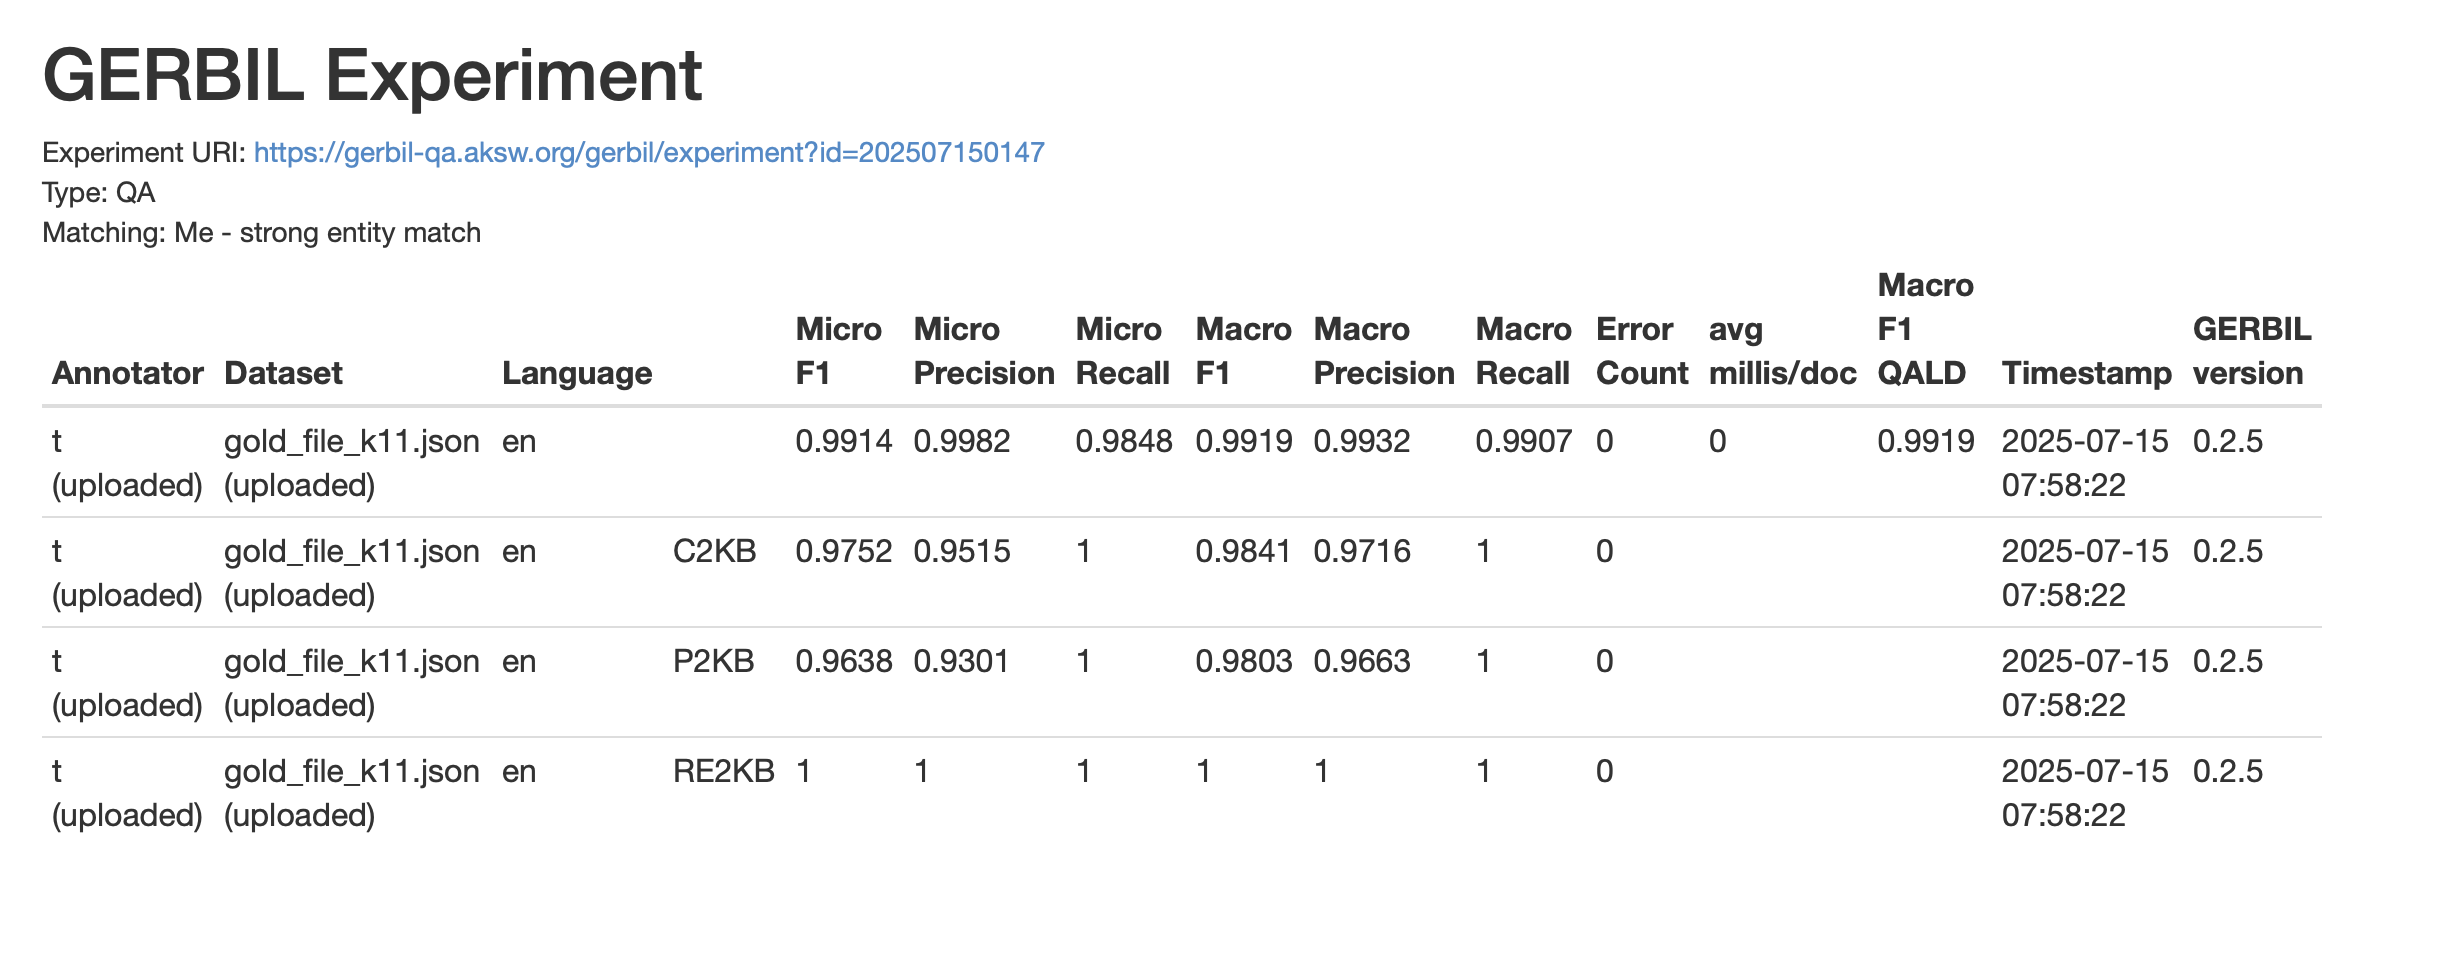 GERBIL Experiment
Experiment URI: https://gerbil-qa.aksw.org/gerbil/experiment?id=202507150147
Type: QA
Matching: Me - strong entity match
Annotator Dataset Language Micro F1 Micro Precision Micro Recall Macro F1 Macro Precision Macro Recall Error Count avg millis/doc Macro F1 QALD Timestamp GERBIL version
t gold_file_k11.json en 0.9914 0.9982 0.9848 0.9919 0.9932 0.9907 0 0 0.9919 2025-07-15 0.2.5
(uploaded) (uploaded) 07:58:22
t gold_file_k11.json en C2KB 0.9752 0.9515 1 0.9841 0.9716 1 0 2025-07-15 0.2.5
(uploaded) (uploaded) 07:58:22
t gold_file_k11.json en P2KB 0.9638 0.9301 1 0.9803 0.9663 1 0 2025-07-15 0.2.5
(uploaded) (uploaded) 07:58:22
t gold_file_k11.json en RE2KB 1 1 1 1 1 1 0 2025-07-15 0.2.5
(uploaded) (uploaded) 07:58:22